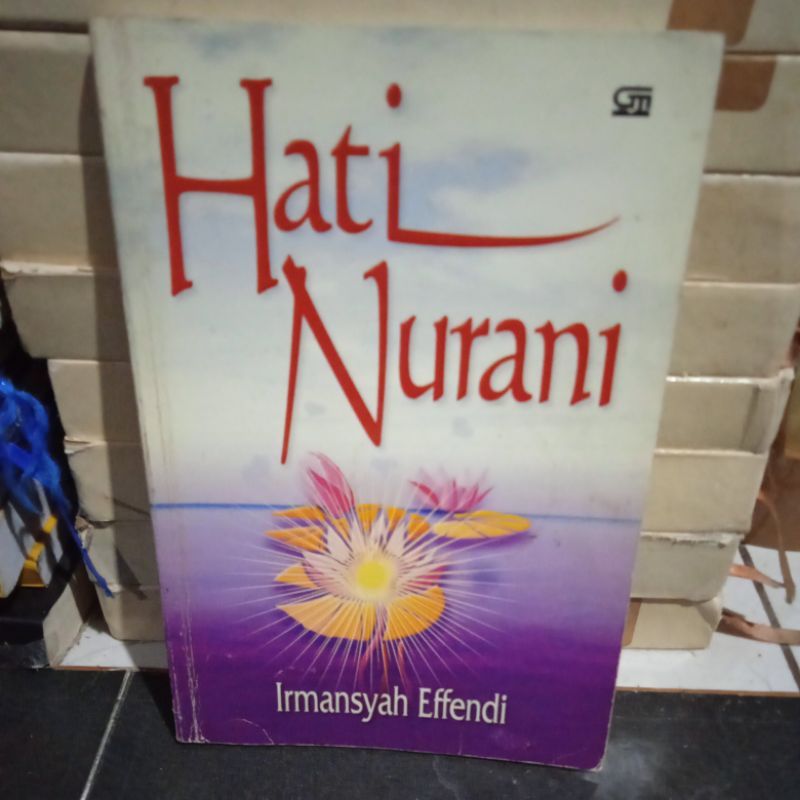 Hati
Nurani
Irmansyah Effendi